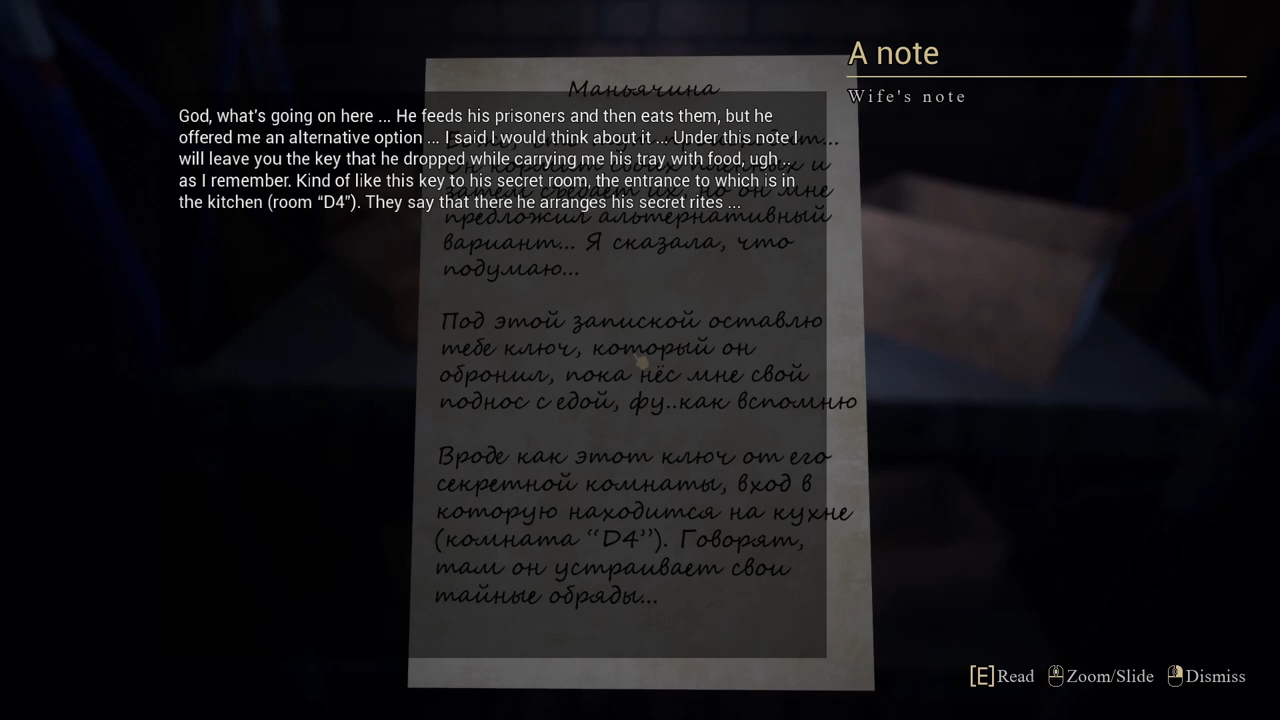 A note
Wife's note
God, what's going on here ... He feeds his prisoners and then eats them, but he
offered me an alternative option ... I said I would think about it ... Under this note I
will leave you the key that he dropped while carrying me his tray with food, ugh..
as I remember. Kind of like this key to his secret room, the entrance to which is in
the kitchen (room “D4”). They say that there he arranges his secret rites ...
Маньячина
он мне
предложил альтернативный
вариант... Я сказала, что
подумаю...
Под этой запиской оставлю
тебе ключ, который он
обронил, пока нёс мне свой
поднос с едой, фу..как вспомню
Вроде как этот ключ от его
секретной комнаты, вход в
которую находится на кухне
(комната “D4”). Говорят,
там он устраивает свои
тайные обряды...
[E]Read Zoom/Slide Dismiss